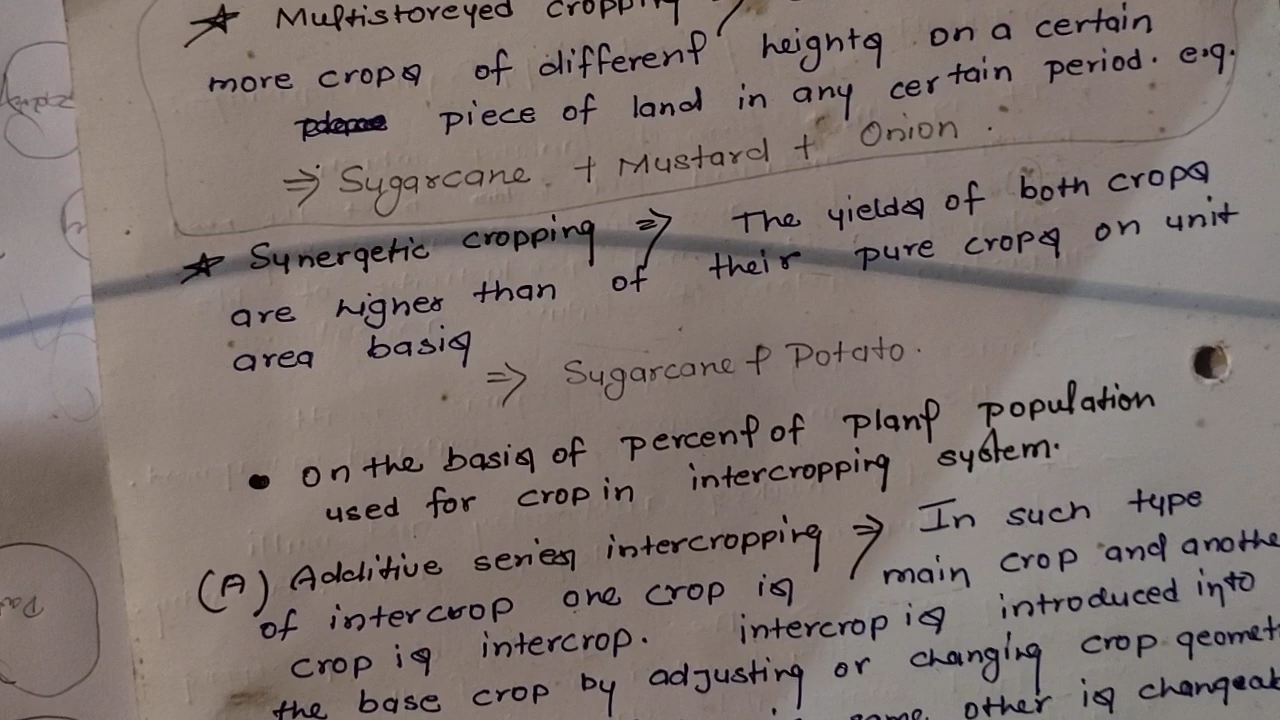 ★ Multistoreyed cropping
more crops of different heights on a certain
piece of land in any certain period. e.g.
⇒ Sugarcane + Mustard + Onion.
★ Synergetic cropping ⇒ The yields of both crops
are higher than of their pure crops on unit
area basis
⇒ Sugarcane + Potato.
• on the basis of percent of plant population
used for crop in intercropping system.
(A) Additive series intercropping ⇒ In such type
of intercrop one crop is main crop and anothe
crop is intercrop. intercrop is introduced into
the base crop by adjusting or changing crop geomet
other is changeab